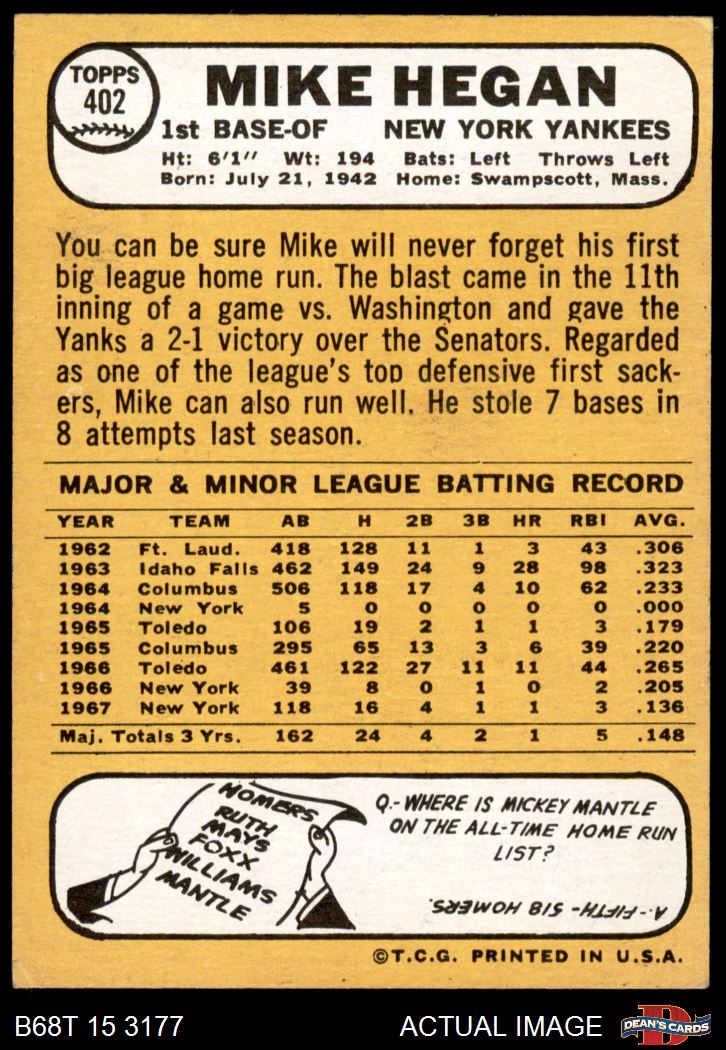 TOPPS
402
MIKE HEGAN
1st BASE-OF NEW YORK YANKEES
Ht: 6'1" Wt: 194 Bats: Left Throws Left
Born: July 21, 1942 Home: Swampscott, Mass.
You can be sure Mike will never forget his first
big league home run. The blast came in the 11th
inning of a game vs. Washington and gave the
Yanks a 2-1 victory over the Senators. Regarded
as one of the league's top defensive first sack-
ers, Mike can also run well. He stole 7 bases in
8 attempts last season.
MAJOR & MINOR LEAGUE BATTING RECORD
YEAR TEAM AB H 2B 3B HR RBI AVG.
1962 Ft. Laud. 418 128 11 1 3 43 .306
1963 Idaho Falls 462 149 24 9 28 98 .323
1964 Columbus 506 118 17 4 10 62 .233
1964 New York 5 0 0 0 0 0 .000
1965 Toledo 106 19 2 1 1 3 .179
1965 Columbus 295 65 13 3 6 39 .220
1966 Toledo 461 122 27 11 11 44 .265
1966 New York 39 8 0 1 0 2 .205
1967 New York 118 16 4 1 1 3 .136
Maj. Totals 3 Yrs. 162 24 4 2 1 5 .148
HOMERS
RUTH
MAYS
FOXX
WILLIAMS
MANTLE
Q.-WHERE IS MICKEY MANTLE
ON THE ALL-TIME HOME RUN
LIST?
A.-FIFTH-518 HOMERS.
©T.C.G. PRINTED IN U.S.A.
B68T 15 3177 ACTUAL IMAGE
D
DEAN'S CARDS